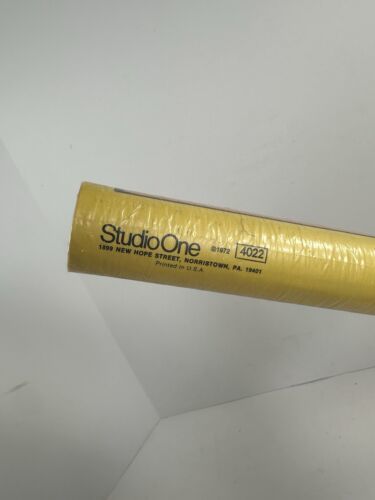 StudioOne ©1972 4022
1899 NEW HOPE STREET, NORRISTOWN, PA. 19401
Printed in U.S.A.